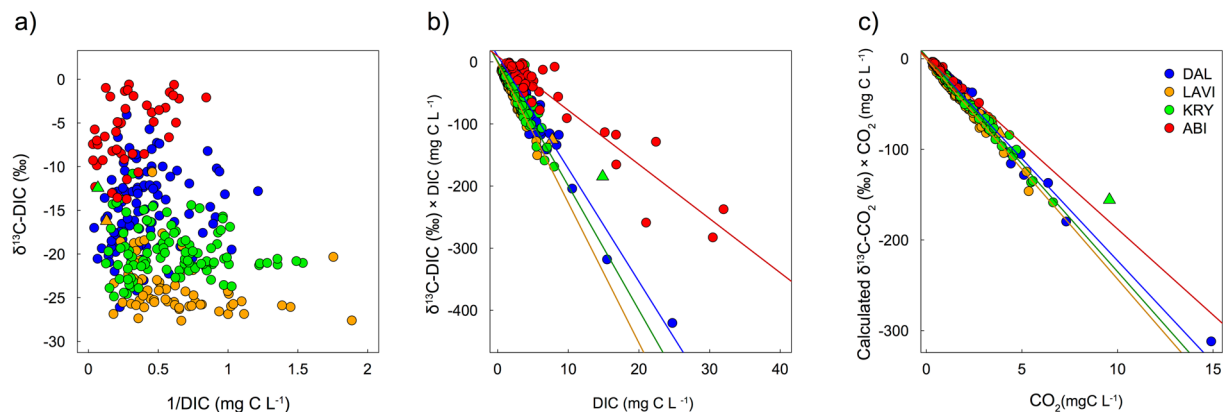 a)
b)
c)
δ¹³C-DIC (‰)
0
-5
-10
-15
-20
-25
-30
0
0.5
1
1.5
2
1/DIC (mg C L⁻¹)
δ¹³C-DIC (‰) × DIC (mg C L⁻¹)
0
-100
-200
-300
-400
0
10
20
30
40
DIC (mg C L⁻¹)
Calculated δ¹³C-CO₂ (‰) × CO₂ (mg C L⁻¹)
0
-100
-200
-300
0
5
10
15
CO₂(mgC L⁻¹)
DAL
LAVI
KRY
ABI